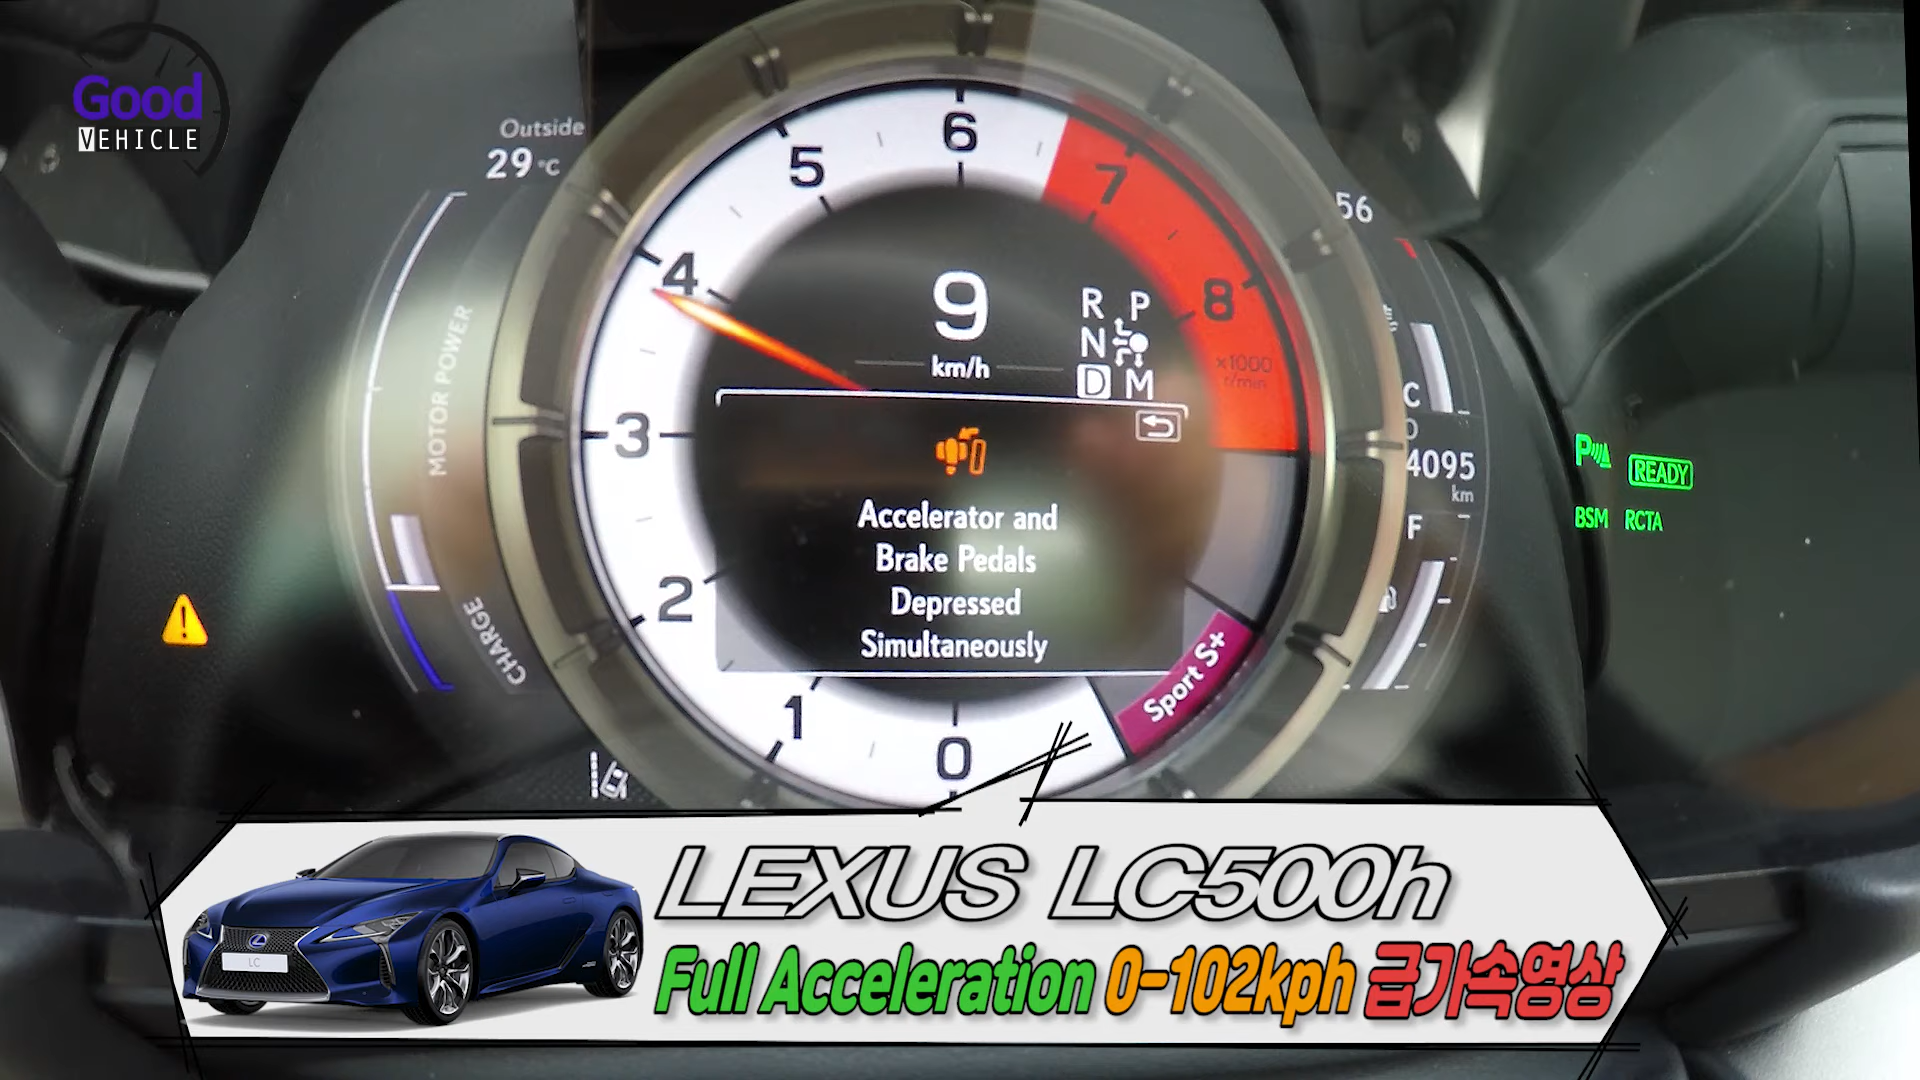 Good
VEHICLE
Outside
29°C
56
MOTOR POWER
CHARGE
0
1
2
3
4
5
6
7
8
x1000
r/min
9
km/h
R P
N
D M
Accelerator and
Brake Pedals
Depressed
Simultaneously
Sport S+
C
4095
km
F
READY
BSM RCTA
LC
LEXUS LC500h
Full Acceleration 0-102kph 급가속영상